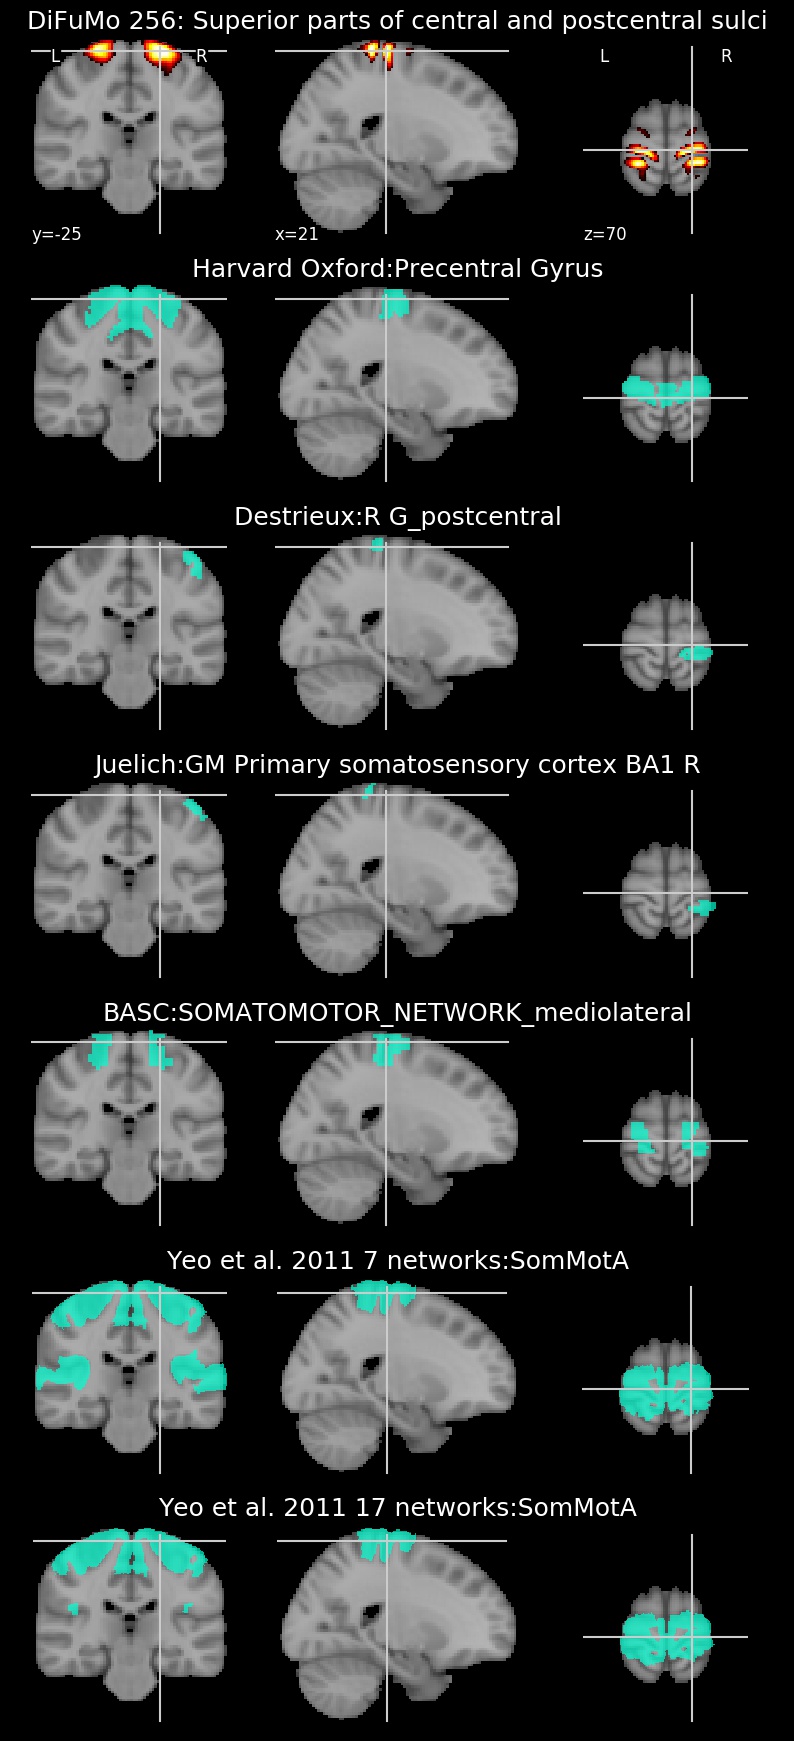 DiFuMo 256: Superior parts of central and postcentral sulci
L R L R
y=-25 x=21 z=70
Harvard Oxford:Precentral Gyrus
Destrieux:R G_postcentral
Juelich:GM Primary somatosensory cortex BA1 R
BASC:SOMATOMOTOR_NETWORK_mediolateral
Yeo et al. 2011 7 networks:SomMotA
Yeo et al. 2011 17 networks:SomMotA